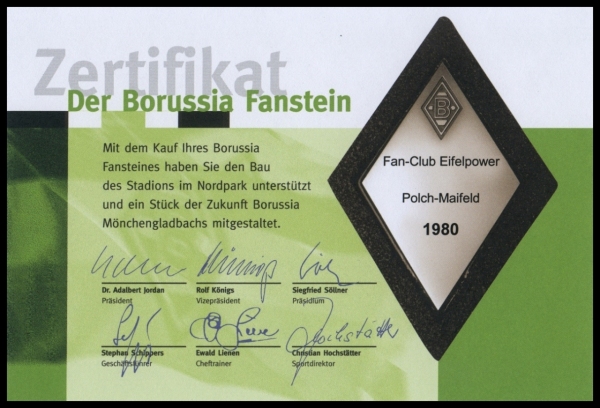 Zertifikat
Der Borussia Fanstein
Mit dem Kauf Ihres Borussia
Fansteines haben Sie den Bau
des Stadions im Nordpark unterstützt
und ein Stück der Zukunft Borussia
Mönchengladbachs mitgestaltet.
B
Fan-Club Eifelpower
Polch-Maifeld
1980
Dr. Adalbert Jordan
Präsident
Rolf Königs
Vizepräsident
Siegfried Söllner
Präsidium
Stephan Schippers
Geschäftsführer
Ewald Lienen
Cheftrainer
Christian Hochstätter
Sportdirektor